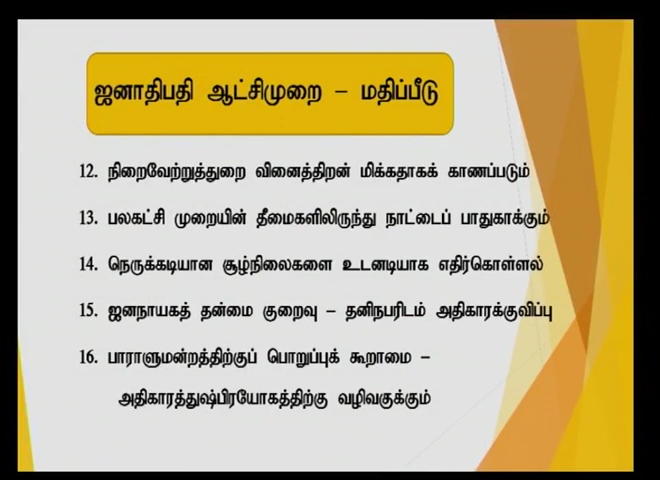 ஜனாதிபதி ஆட்சிமுறை – மதிப்பீடு
12. நிறைவேற்றுத்துறை வினைத்திறன் மிக்கதாகக் காணப்படும்
13. பலகட்சி முறையின் தீமைகளிலிருந்து நாட்டைப் பாதுகாக்கும்
14. நெருக்கடியான சூழ்நிலைகளை உடனடியாக எதிர்கொள்ளல்
15. ஜனநாயகத் தன்மை குறைவு – தனிநபரிடம் அதிகாரக்குவிப்பு
16. பாராளுமன்றத்திற்குப் பொறுப்புக் கூறாமை –
அதிகாரத்துஷ்பிரயோகத்திற்கு வழிவகுக்கும்